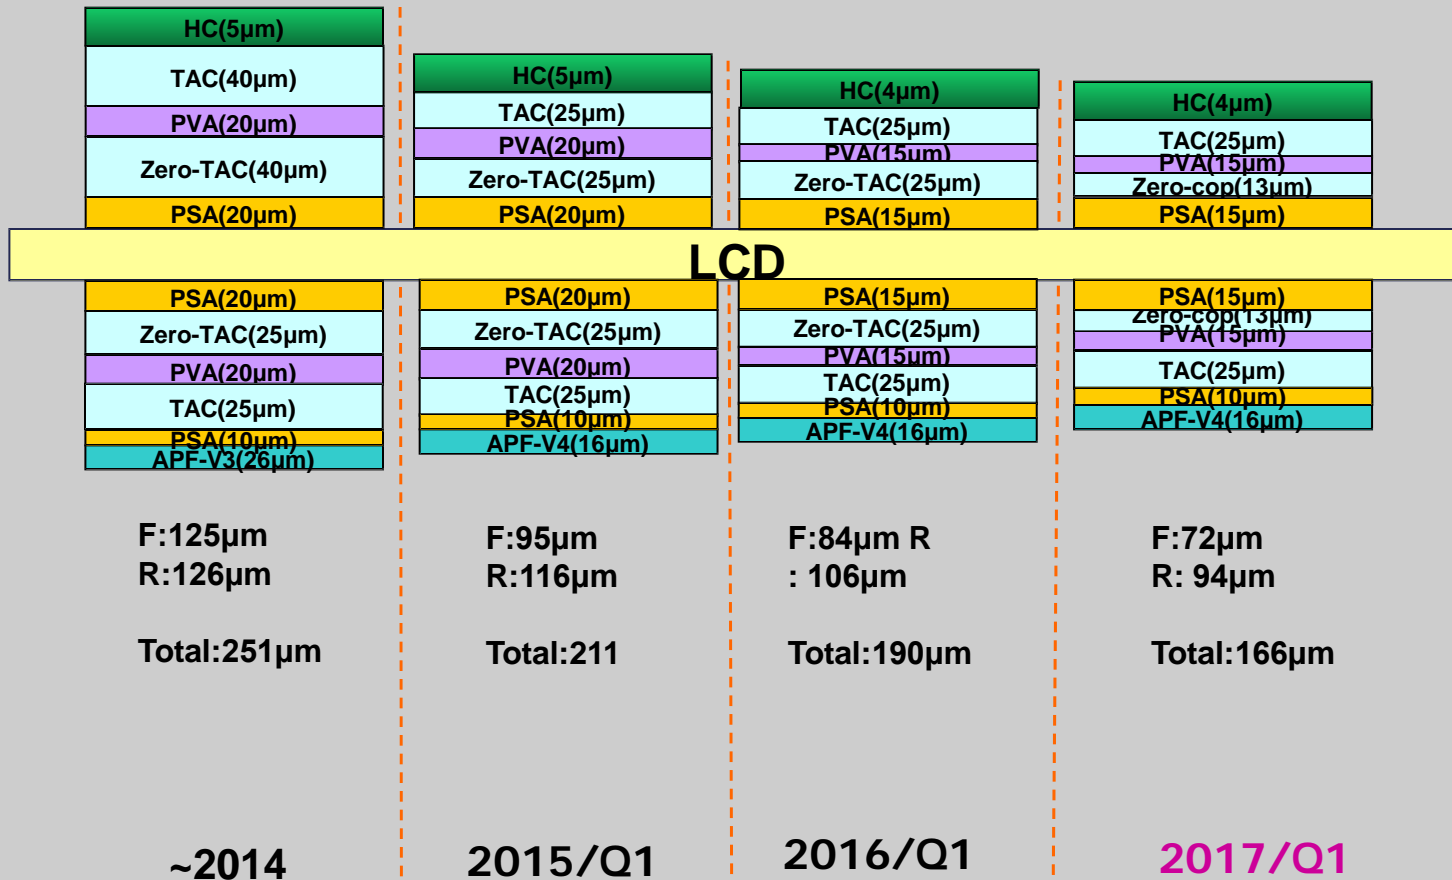 HC(5μm)
TAC(40μm)
PVA(20μm)
Zero-TAC(40μm)
PSA(20μm)
HC(5μm)
TAC(25μm)
PVA(20μm)
Zero-TAC(25μm)
PSA(20μm)
HC(4μm)
TAC(25μm)
PVA(15μm)
Zero-TAC(25μm)
PSA(15μm)
HC(4μm)
TAC(25μm)
PVA(15μm)
Zero-cop(13μm)
PSA(15μm)
LCD
PSA(20μm)
Zero-TAC(25μm)
PVA(20μm)
TAC(25μm)
PSA(10μm)
APF-V3(26μm)
PSA(20μm)
Zero-TAC(25μm)
PVA(20μm)
TAC(25μm)
PSA(10μm)
APF-V4(16μm)
PSA(15μm)
Zero-TAC(25μm)
PVA(15μm)
TAC(25μm)
PSA(10μm)
APF-V4(16μm)
PSA(15μm)
Zero-cop(13μm)
PVA(15μm)
TAC(25μm)
PSA(10μm)
APF-V4(16μm)
F:125μm
R:126μm
Total:251μm
F:95μm
R:116μm
Total:211
F:84μm R
: 106μm
Total:190μm
F:72μm
R: 94μm
Total:166μm
~2014
2015/Q1
2016/Q1
2017/Q1